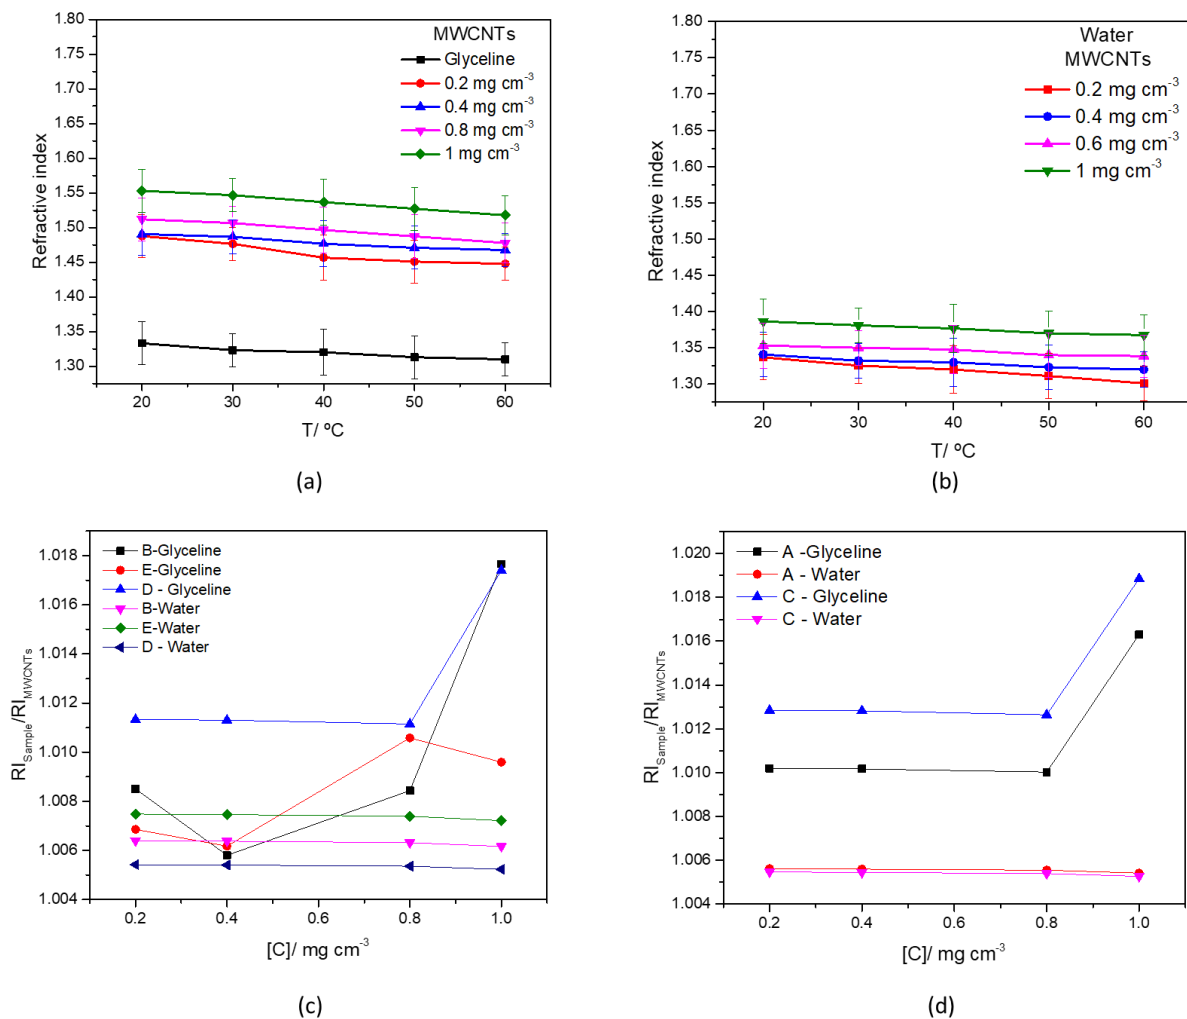 1.80
1.75
1.70
1.65
1.60
1.55
1.50
1.45
1.40
1.35
1.30
Refractive index
MWCNTs
Glyceline
0.2 mg cm⁻³
0.4 mg cm⁻³
0.8 mg cm⁻³
1 mg cm⁻³
20 30 40 50 60
T/ ºC
(a)
1.80
1.75
1.70
1.65
1.60
1.55
1.50
1.45
1.40
1.35
1.30
Refractive index
Water
MWCNTs
0.2 mg cm⁻³
0.4 mg cm⁻³
0.6 mg cm⁻³
1 mg cm⁻³
20 30 40 50 60
T/ ºC
(b)
1.018
1.016
1.014
1.012
1.010
1.008
1.006
1.004
RI_Sample/RI_MWCNTs
B-Glyceline
E-Glyceline
D - Glyceline
B-Water
E-Water
D - Water
0.2 0.4 0.6 0.8 1.0
[C]/ mg cm⁻³
(c)
1.020
1.018
1.016
1.014
1.012
1.010
1.008
1.006
1.004
RI_Sample/RI_MWCNTs
A -Glyceline
A - Water
C - Glyceline
C - Water
0.2 0.4 0.6 0.8 1.0
[C]/ mg cm⁻³
(d)